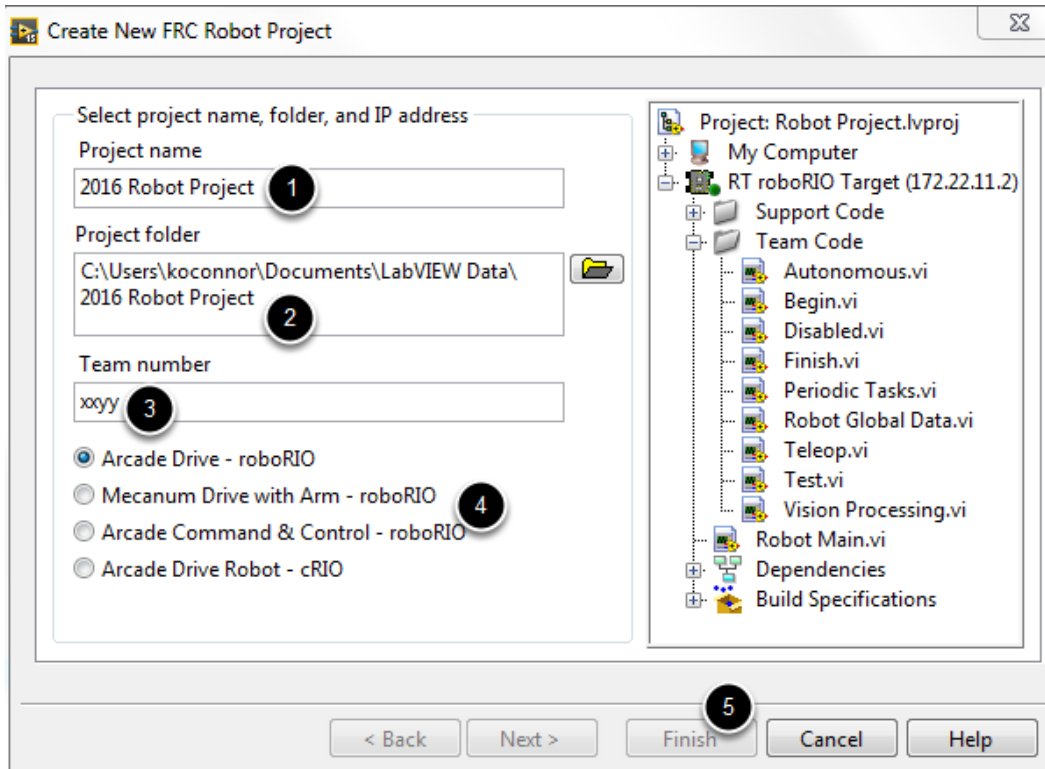 Create New FRC Robot Project
Select project name, folder, and IP address
Project name
2016 Robot Project
1
Project folder
C:\Users\koconnor\Documents\LabVIEW Data\
2016 Robot Project
2
Team number
xxyy
3
Arcade Drive - roboRIO
Mecanum Drive with Arm - roboRIO
4
Arcade Command & Control - roboRIO
Arcade Drive Robot - cRIO
Project: Robot Project.lvproj
My Computer
RT roboRIO Target (172.22.11.2)
Support Code
Team Code
Autonomous.vi
Begin.vi
Disabled.vi
Finish.vi
Periodic Tasks.vi
Robot Global Data.vi
Teleop.vi
Test.vi
Vision Processing.vi
Robot Main.vi
Dependencies
Build Specifications
5
< Back Next > Finish Cancel Help